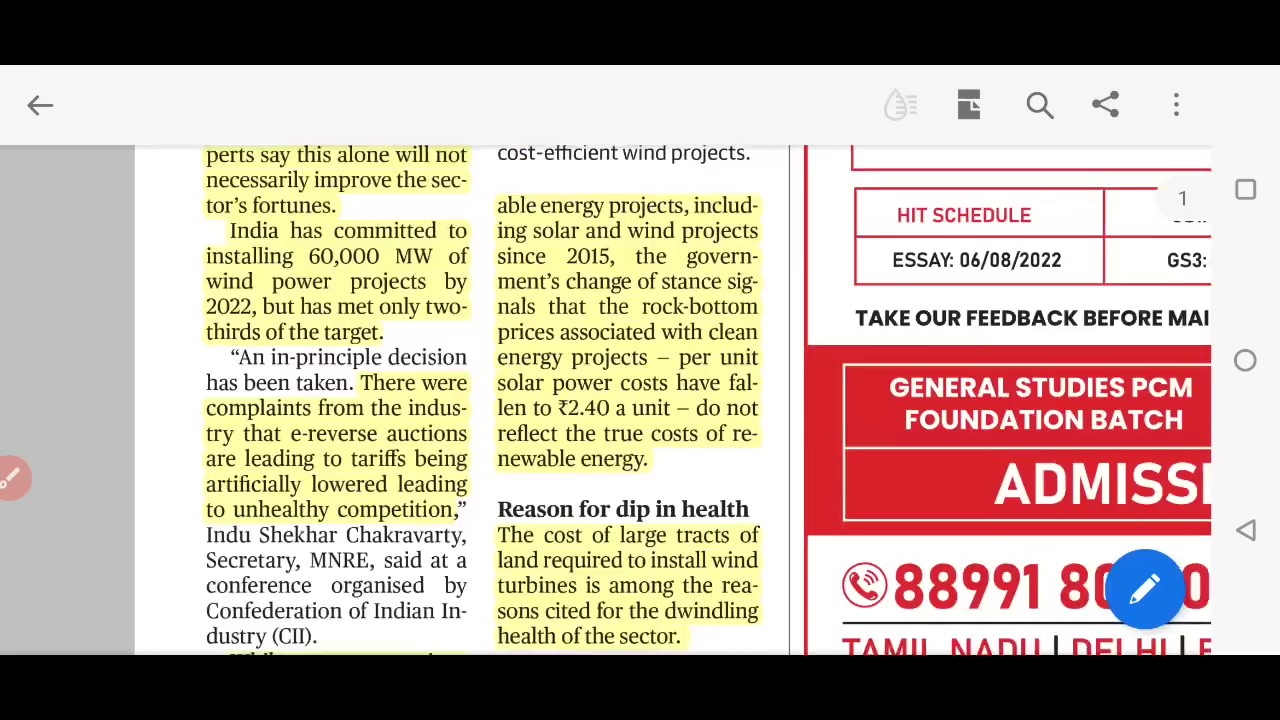 perts say this alone will not
necessarily improve the sec-
tor's fortunes.
India has committed to
installing 60,000 MW of
wind power projects by
2022, but has met only two-
thirds of the target.
"An in-principle decision
has been taken. There were
complaints from the indus-
try that e-reverse auctions
are leading to tariffs being
artificially lowered leading
to unhealthy competition,"
Indu Shekhar Chakravarty,
Secretary, MNRE, said at a
conference organised by
Confederation of Indian In-
dustry (CII).
cost-efficient wind projects.
able energy projects, includ-
ing solar and wind projects
since 2015, the govern-
ment's change of stance sig-
nals that the rock-bottom
prices associated with clean
energy projects – per unit
solar power costs have fal-
len to ₹2.40 a unit – do not
reflect the true costs of re-
newable energy.
Reason for dip in health
The cost of large tracts of
land required to install wind
turbines is among the rea-
sons cited for the dwindling
health of the sector.
1
HIT SCHEDULE
ESSAY: 06/08/2022
GS3:
TAKE OUR FEEDBACK BEFORE MAI
GENERAL STUDIES PCM
FOUNDATION BATCH
ADMISS
88991 80
TAMIL NADU | DELHI |